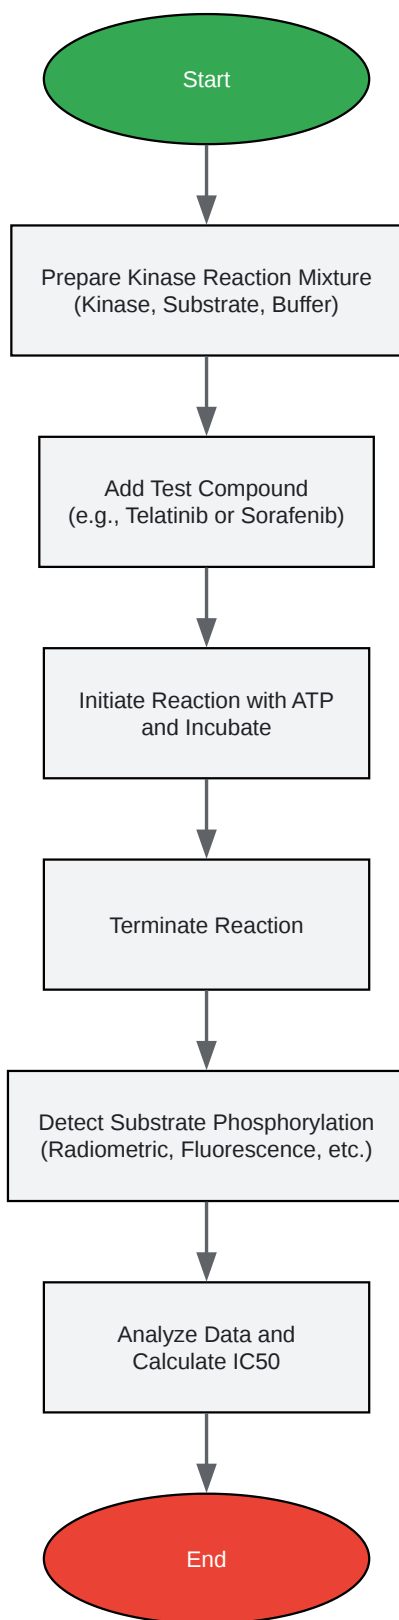 Start
Prepare Kinase Reaction Mixture
(Kinase, Substrate, Buffer)
Add Test Compound
(e.g., Telatinib or Sorafenib)
Initiate Reaction with ATP
and Incubate
Terminate Reaction
Detect Substrate Phosphorylation
(Radiometric, Fluorescence, etc.)
Analyze Data and
Calculate IC50
End